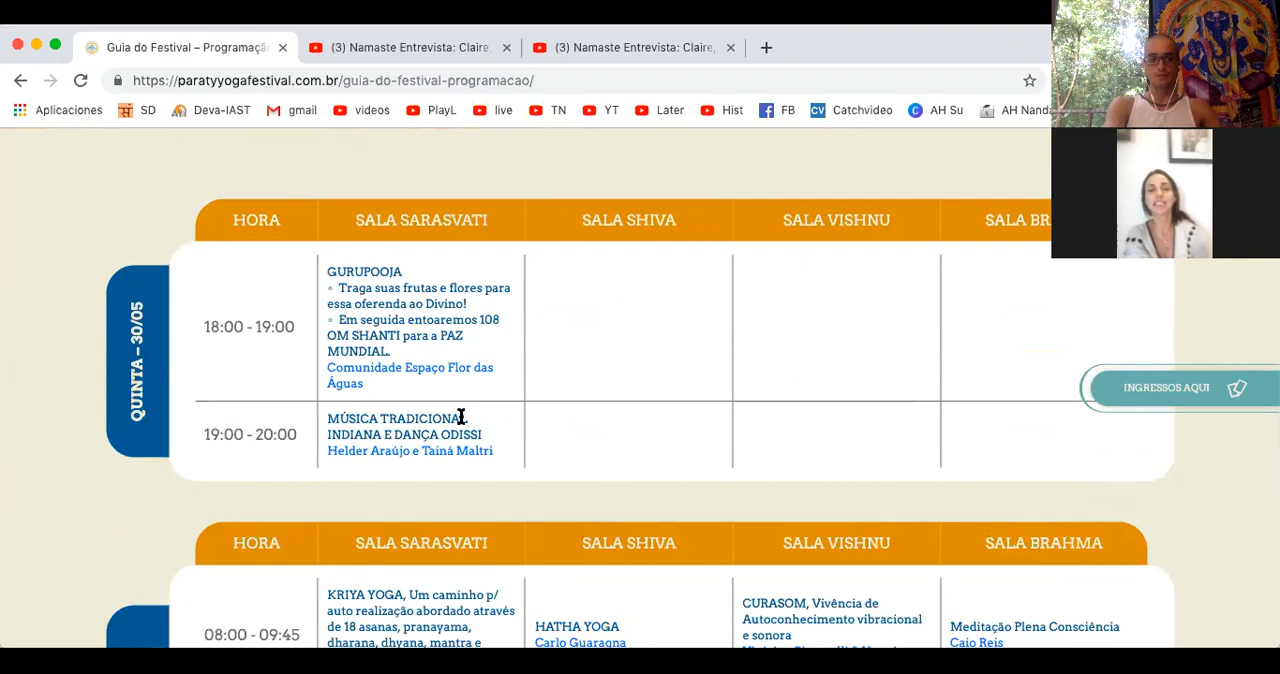 Guia do Festival – Programação
(3) Namaste Entrevista: Claire,
(3) Namaste Entrevista: Claire,
https://paratyyogafestival.com.br/guia-do-festival-programacao/
Aplicaciones
SD
Deva-IAST
gmail
videos
PlayL
live
TN
YT
Later
Hist
FB
CV Catchvideo
AH Su
AH Nanda
HORA
SALA SARASVATI
SALA SHIVA
SALA VISHNU
SALA BR
QUINTA – 30/05
18:00 - 19:00
GURUPOOJA
◦ Traga suas frutas e flores para
essa oferenda ao Divino!
◦ Em seguida entoaremos 108
OM SHANTI para a PAZ
MUNDIAL.
Comunidade Espaço Flor das
Águas
19:00 - 20:00
MÚSICA TRADICIONAL
INDIANA E DANÇA ODISSI
Helder Araújo e Tainá Maltri
INGRESSOS AQUI
HORA
SALA SARASVATI
SALA SHIVA
SALA VISHNU
SALA BRAHMA
08:00 - 09:45
KRIYA YOGA, Um caminho p/
auto realização abordado através
de 18 asanas, pranayama,
dharana, dhyana, mantra e
HATHA YOGA
Carlo Guaragna
CURASOM, Vivência de
Autoconhecimento vibracional
e sonora
Meditação Plena Consciência
Caio Reis